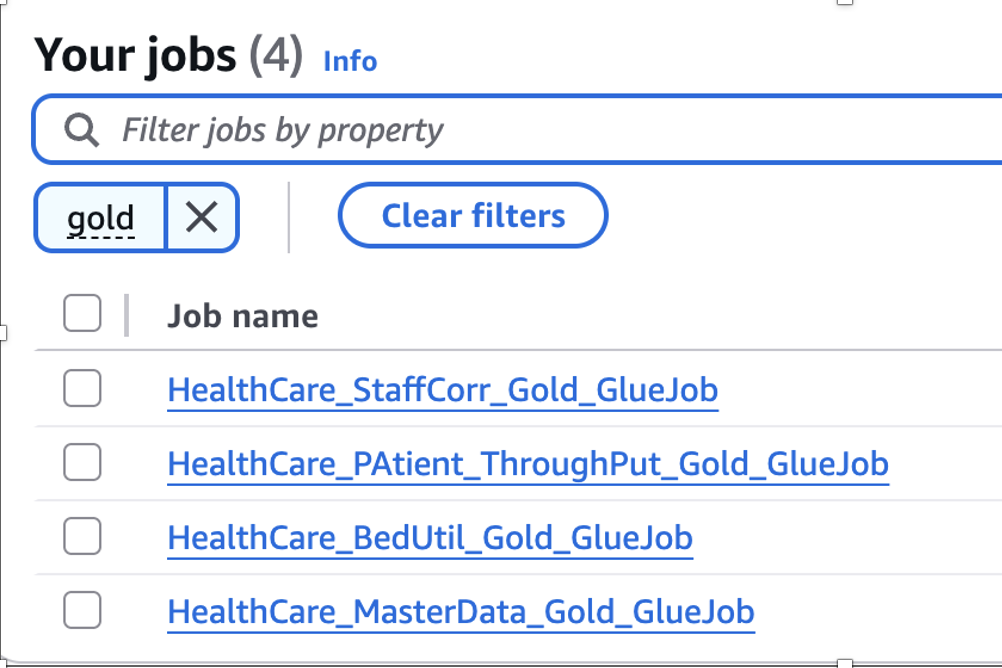 Your jobs (4) Info
Filter jobs by property
gold Clear filters
Job name
HealthCare_StaffCorr_Gold_GlueJob
HealthCare_PAtient_ThroughPut_Gold_GlueJob
HealthCare_BedUtil_Gold_GlueJob
HealthCare_MasterData_Gold_GlueJob